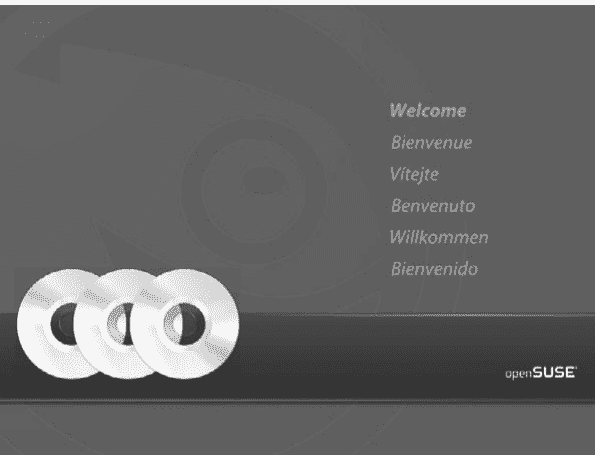 Welcome
Bienvenue
Vítejte
Benvenuto
Willkommen
Bienvenido
openSUSE